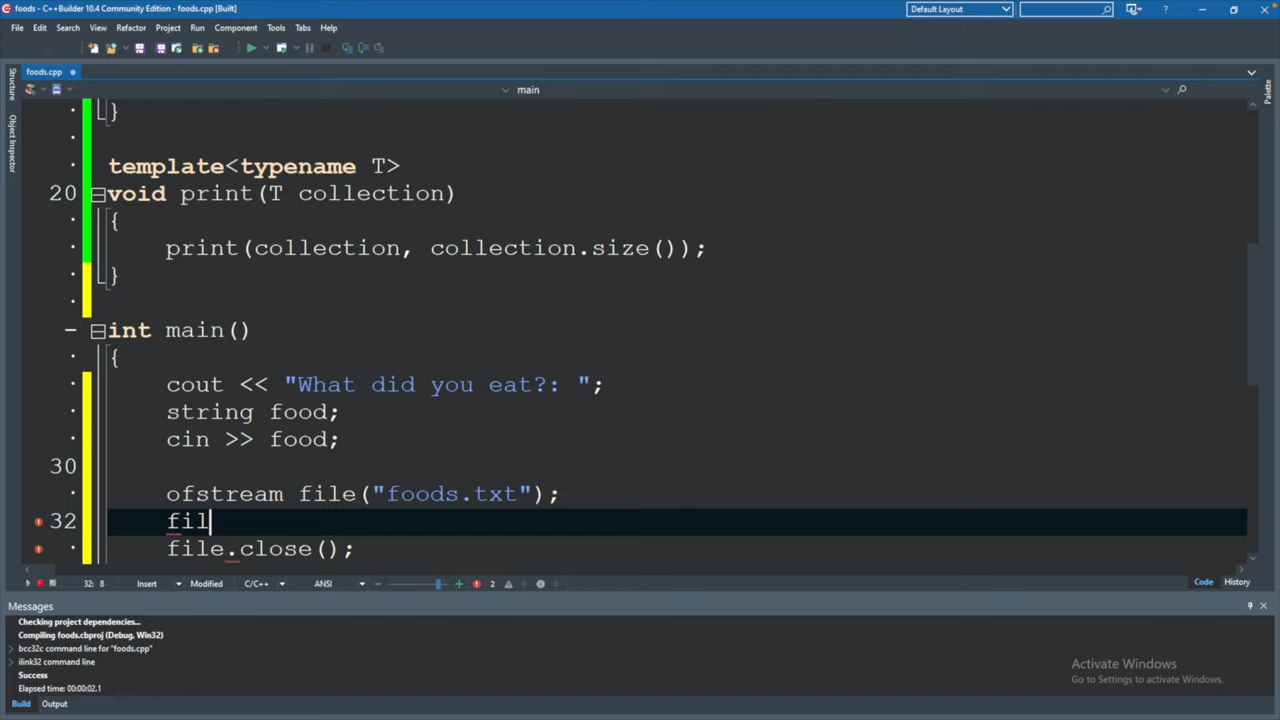 foods - C++Builder 10.4 Community Edition - foods.cpp [Built]
Default Layout
File Edit Search View Refactor Project Run Component Tools Tabs Help
foods.cpp
main
Structure
Object Inspector
Palette
}
template<typename T>
20 void print(T collection)
{
print(collection, collection.size());
}
int main()
{
cout << "What did you eat?: ";
string food;
cin >> food;
30
ofstream file("foods.txt");
32 fil
file.close();
32: 8 Insert Modified C/C++ ANSI 2 Code History
Messages
Checking project dependencies...
Compiling foods.cbproj (Debug, Win32)
bcc32c command line for "foods.cpp"
ilink32 command line
Success
Elapsed time: 00:00:02.1
Build Output
Activate Windows
Go to Settings to activate Windows.